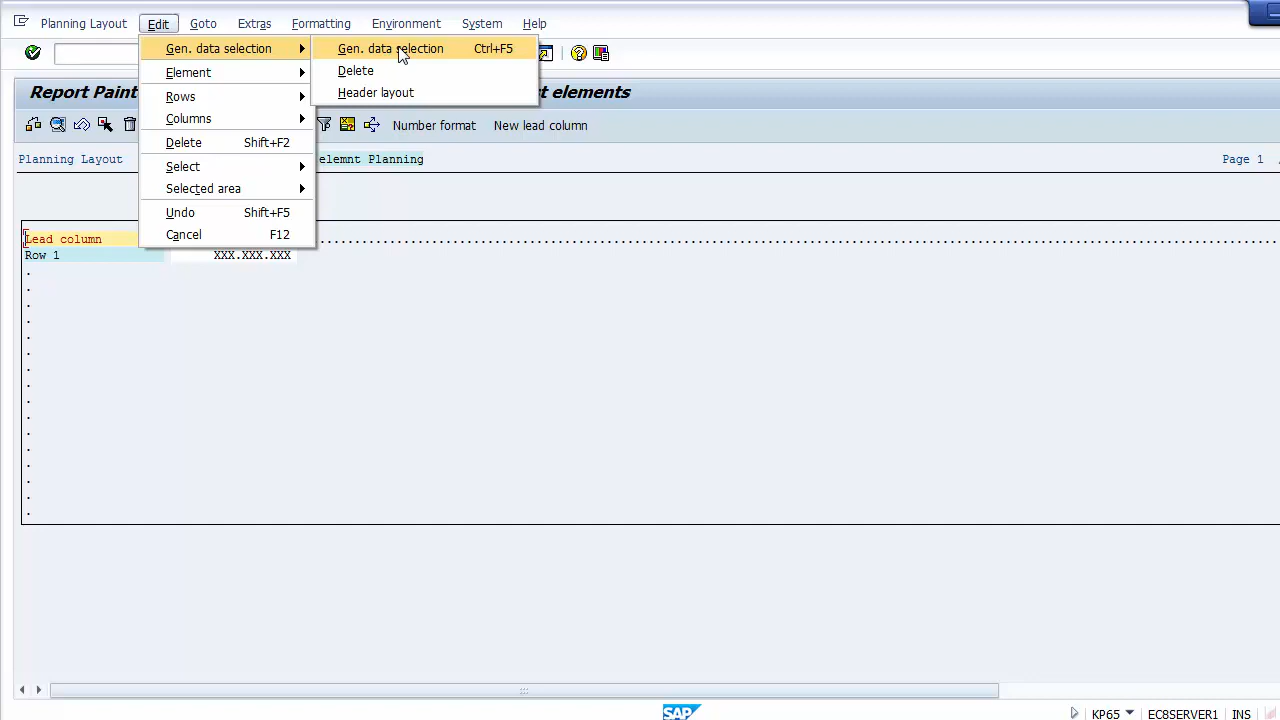 Planning Layout Edit Goto Extras Formatting Environment System Help
Gen. data selection
Element
Rows
Columns
Delete Shift+F2
Select
Selected area
Undo Shift+F5
Cancel F12
Gen. data selection Ctrl+F5
Delete
Header layout
Report Paint t elements
Number format New lead column
Planning Layout elemnt Planning Page 1
Lead column
Row 1 XXX.XXX.XXX
SAP KP65 EC8SERVER1 INS